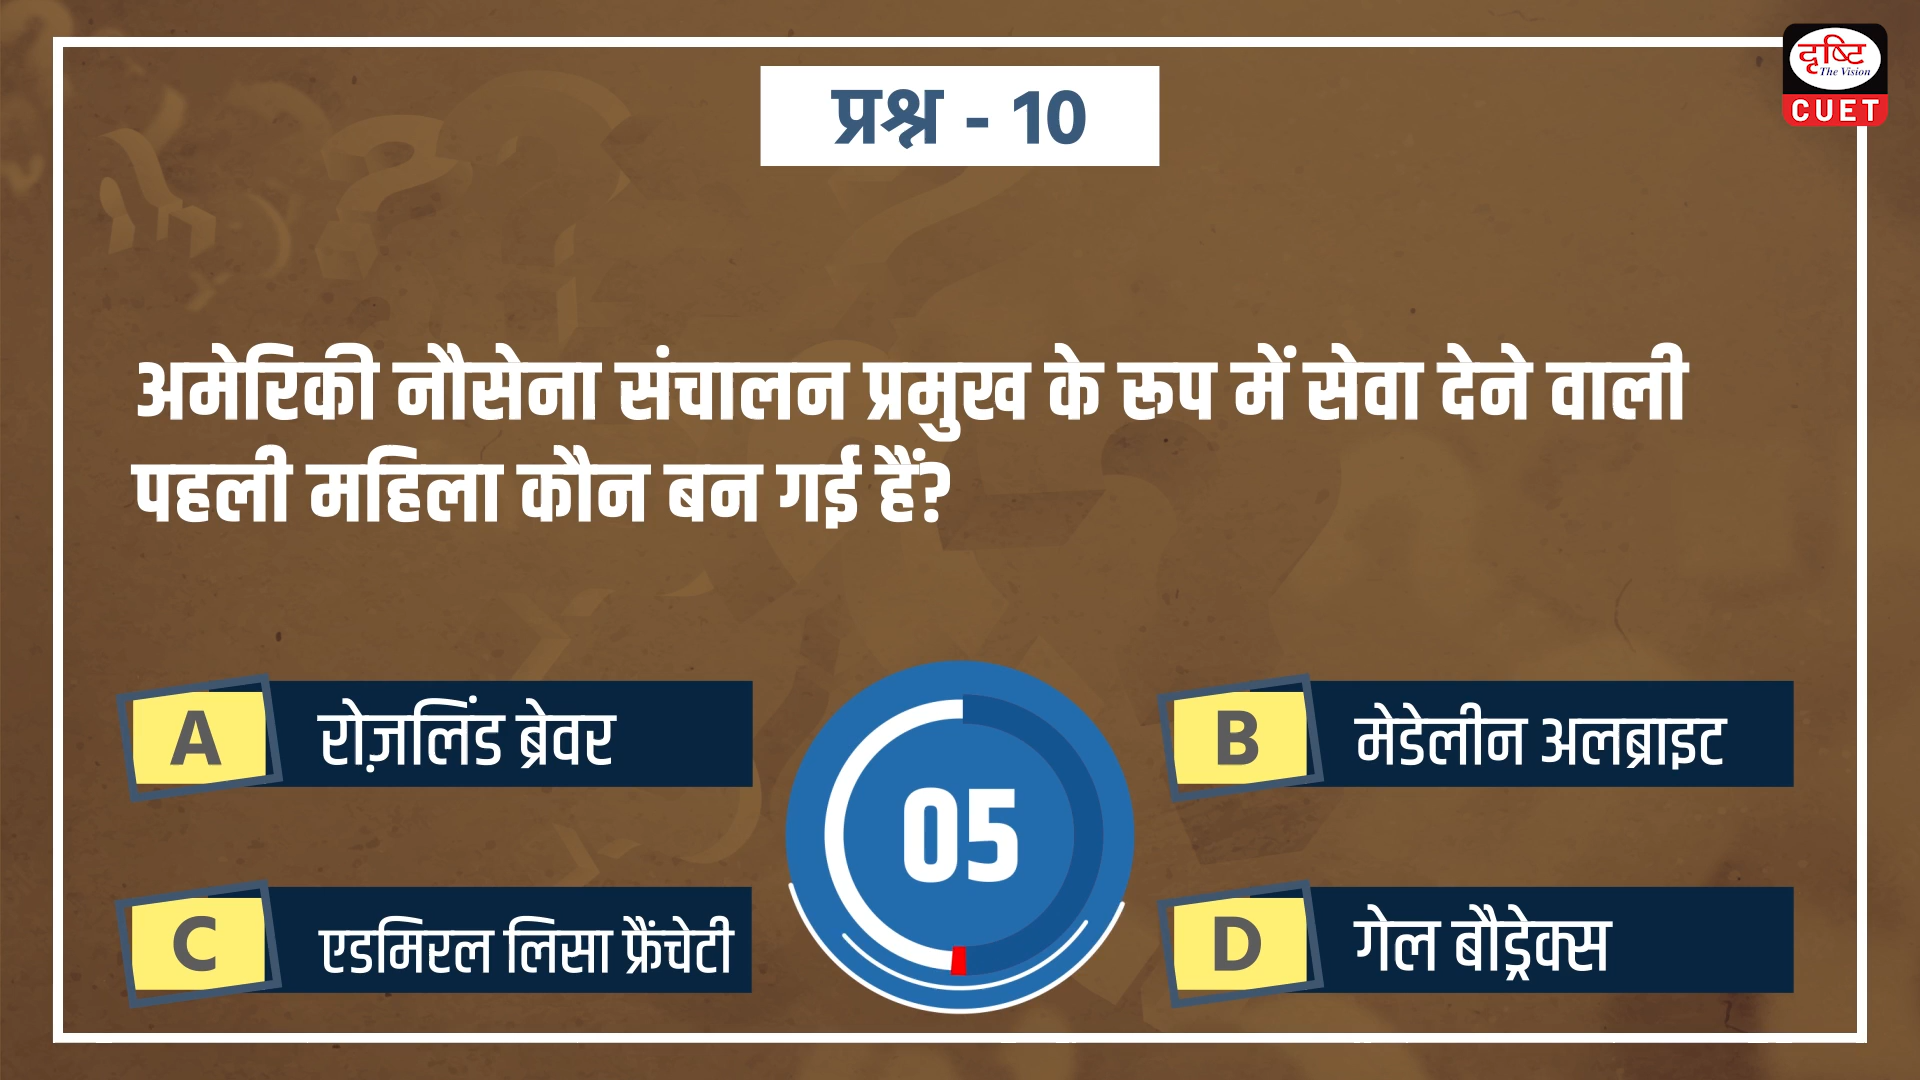 दृष्टि
The Vision
CUET
प्रश्न - 10
अमेरिकी नौसेना संचालन प्रमुख के रूप में सेवा देने वाली
पहली महिला कौन बन गई हैं?
A रोज़लिंड ब्रेवर
B मेडेलीन अलब्राइट
05
C एडमिरल लिसा फ्रैंचेटी
D गेल बौड्रेक्स